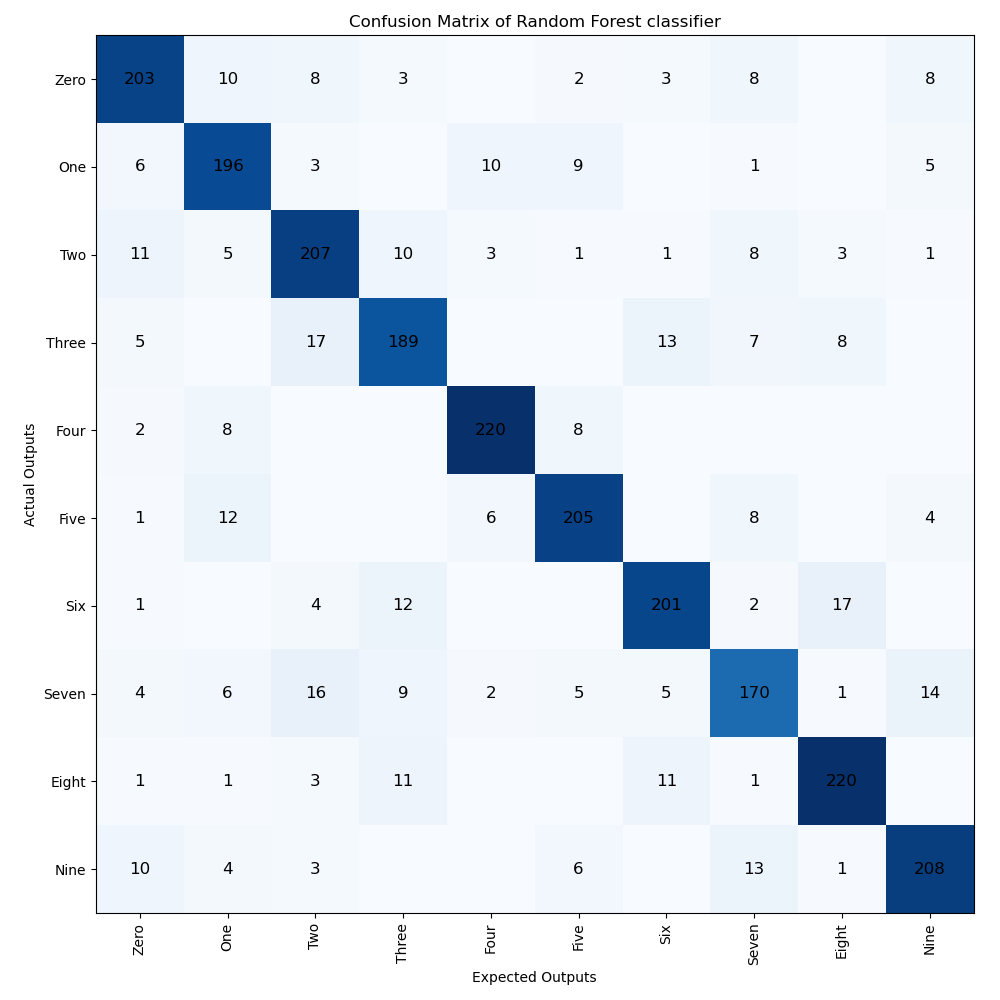 Confusion Matrix of Random Forest classifier
Zero 203 10 8 3 2 3 8 8
One 6 196 3 10 9 1 5
Two 11 5 207 10 3 1 1 8 3 1
Three 5 17 189 13 7 8
Four 2 8 220 8
Five 1 12 6 205 8 4
Six 1 4 12 201 2 17
Seven 4 6 16 9 2 5 5 170 1 14
Eight 1 1 3 11 11 1 220
Nine 10 4 3 6 13 1 208
Actual Outputs
Zero One Two Three Four Five Six Seven Eight Nine
Expected Outputs